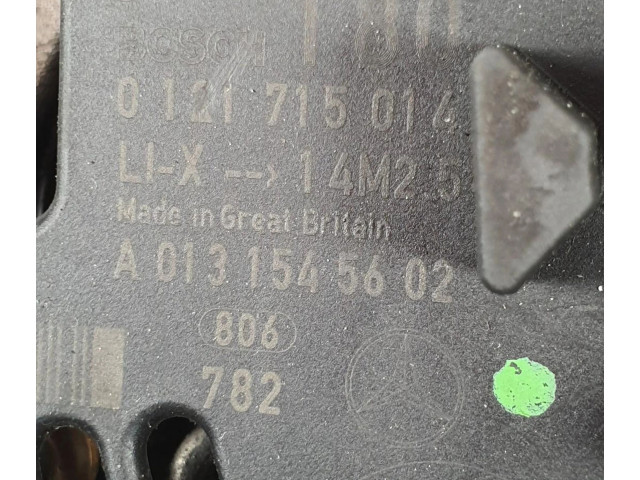 BOSCH
0 121 715 014
LI-X --> 14M2.5
Made in Great Britain
A 013 154 56 02
806
782